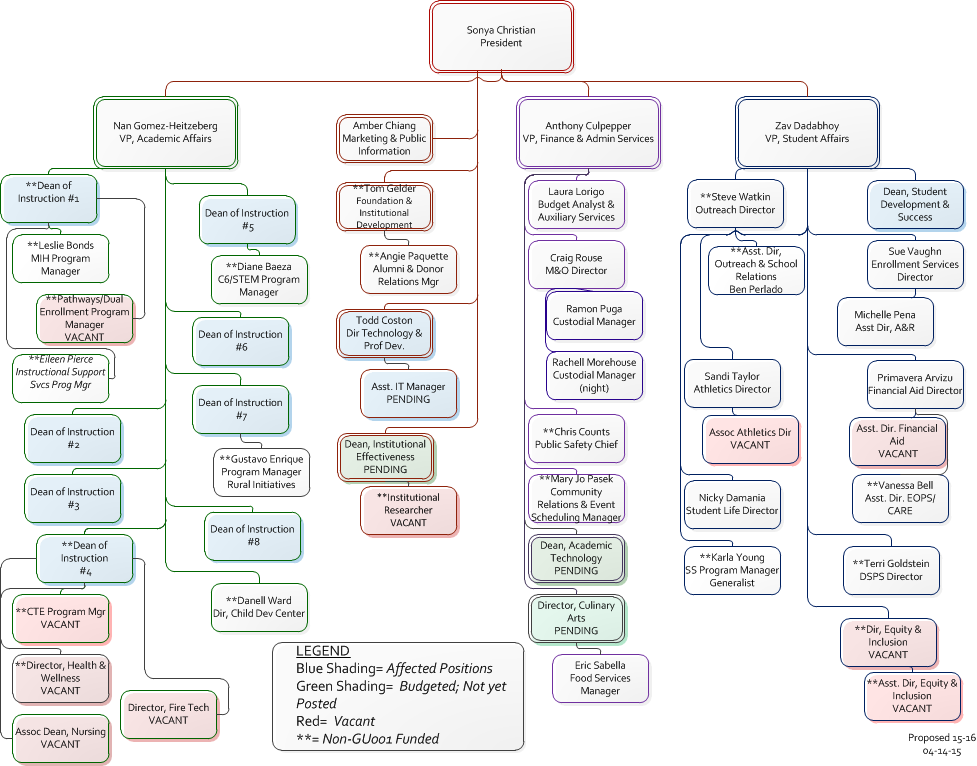 Sonya Christian
President
Nan Gomez-Heitzeberg
VP, Academic Affairs
**Dean of
Instruction #1
**Leslie Bonds
MIH Program
Manager
**Pathways/Dual
Enrollment Program
Manager
VACANT
**Eileen Pierce
Instructional Support
Svcs Prog Mgr
Dean of Instruction
#2
Dean of Instruction
#3
**Dean of
Instruction
#4
**CTE Program Mgr
VACANT
**Director, Health &
Wellness
VACANT
Assoc Dean, Nursing
VACANT
Director, Fire Tech
VACANT
Dean of Instruction
#5
**Diane Baeza
C6/STEM Program
Manager
Dean of Instruction
#6
Dean of Instruction
#7
**Gustavo Enrique
Program Manager
Rural Initiatives
Dean of Instruction
#8
**Danell Ward
Dir, Child Dev Center
Amber Chiang
Marketing & Public
Information
**Tom Gelder
Foundation &
Institutional
Development
**Angie Paquette
Alumni & Donor
Relations Mgr
Todd Coston
Dir Technology &
Prof Dev.
Asst. IT Manager
PENDING
Dean, Institutional
Effectiveness
PENDING
**Institutional
Researcher
VACANT
Anthony Culpepper
VP, Finance & Admin Services
Laura Lorigo
Budget Analyst &
Auxiliary Services
Craig Rouse
M&O Director
Ramon Puga
Custodial Manager
Rachell Morehouse
Custodial Manager
(night)
**Chris Counts
Public Safety Chief
**Mary Jo Pasek
Community
Relations & Event
Scheduling Manager
Dean, Academic
Technology
PENDING
Director, Culinary
Arts
PENDING
Eric Sabella
Food Services
Manager
Zav Dadabhoy
VP, Student Affairs
**Steve Watkin
Outreach Director
**Asst. Dir,
Outreach & School
Relations
Ben Perlado
Sandi Taylor
Athletics Director
Assoc Athletics Dir
VACANT
Nicky Damania
Student Life Director
**Karla Young
SS Program Manager
Generalist
Dean, Student
Development &
Success
Sue Vaughn
Enrollment Services
Director
Michelle Pena
Asst Dir, A&R
Primavera Arvizu
Financial Aid Director
Asst. Dir. Financial
Aid
VACANT
**Vanessa Bell
Asst. Dir. EOPS/
CARE
**Terri Goldstein
DSPS Director
**Dir, Equity &
Inclusion
VACANT
**Asst. Dir, Equity &
Inclusion
VACANT
LEGEND
Blue Shading= Affected Positions
Green Shading= Budgeted; Not yet
Posted
Red= Vacant
**= Non-GU001 Funded
Proposed 15-16
04-14-15